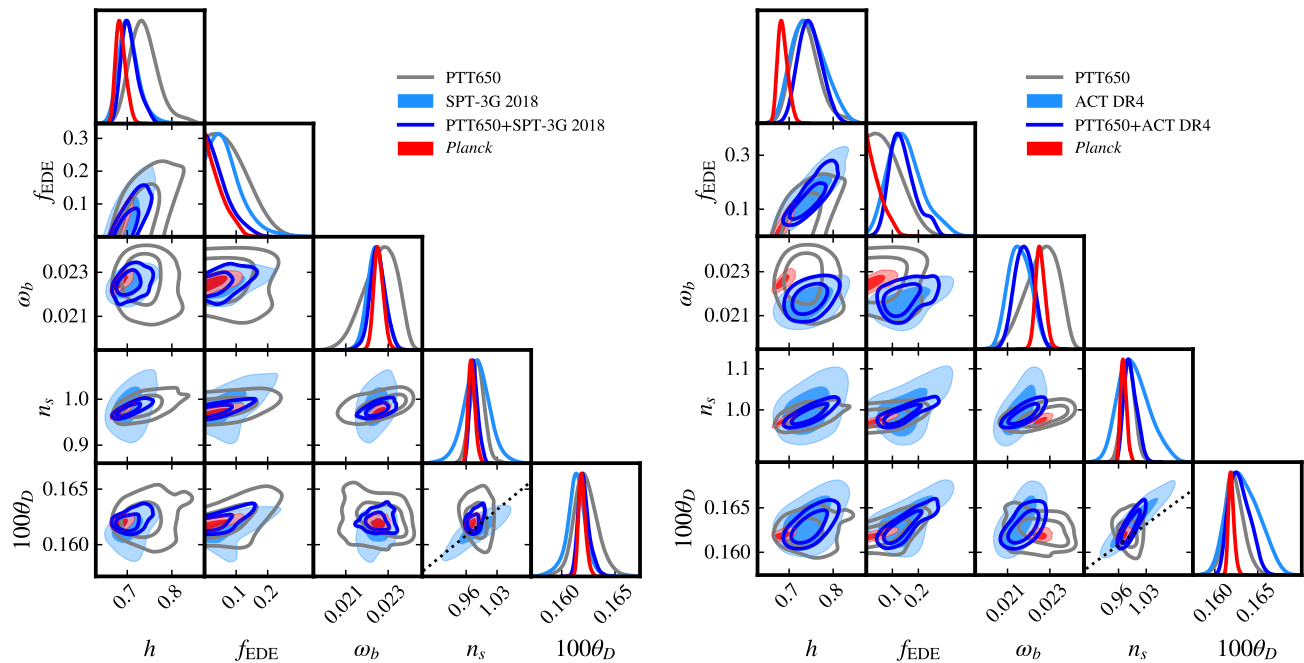 PTT650
SPT-3G 2018
PTT650+SPT-3G 2018
Planck
0.3
0.2
0.1
f_EDE
0.023
0.021
ω_b
1.0
0.9
n_s
0.165
0.160
100θ_D
0.7 0.8
0.1 0.2
0.021 0.023
0.96 1.03
0.160 0.165
h f_EDE ω_b n_s 100θ_D
PTT650
ACT DR4
PTT650+ACT DR4
Planck
0.3
0.1
f_EDE
0.023
0.021
ω_b
1.1
1.0
n_s
0.165
0.160
100θ_D
0.7 0.8
0.1 0.2
0.021 0.023
0.96 1.03
0.160 0.165
h f_EDE ω_b n_s 100θ_D